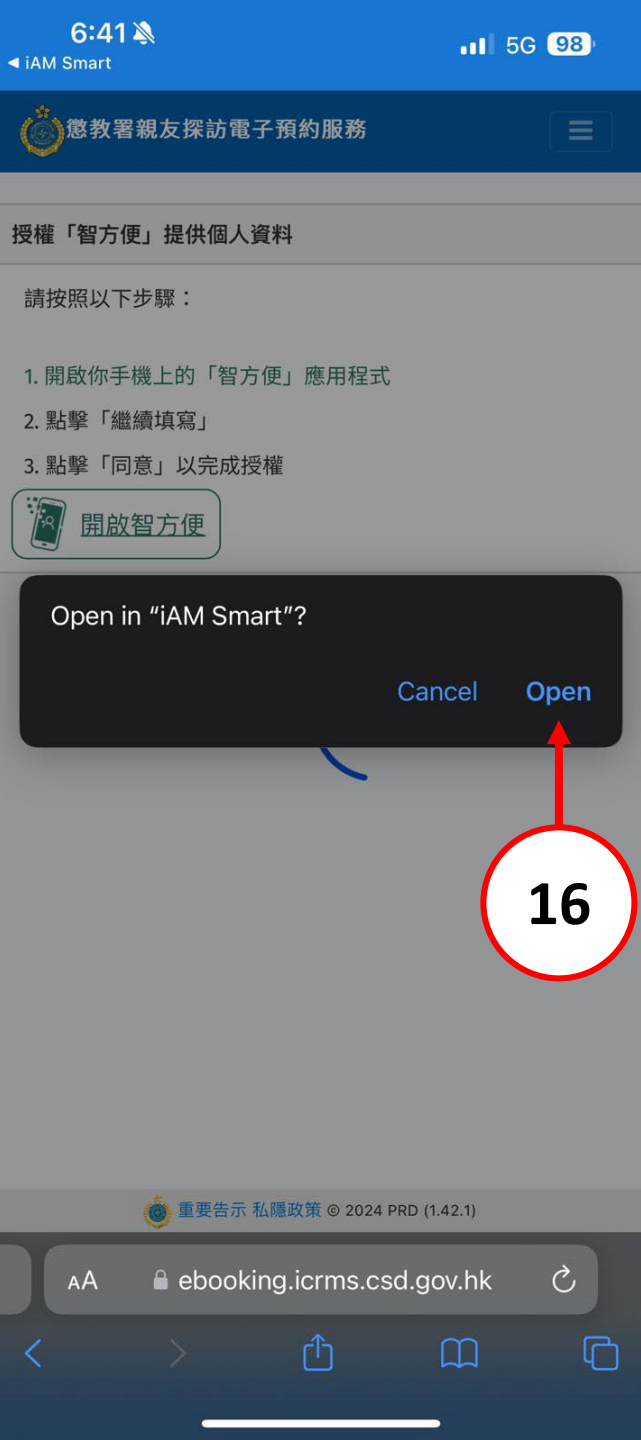 6:41
5G 98
◀ iAM Smart
懲教署親友探訪電子預約服務
授權「智方便」提供個人資料
請按照以下步驟：
1. 開啟你手機上的「智方便」應用程式
2. 點擊「繼續填寫」
3. 點擊「同意」以完成授權
開啟智方便
Open in “iAM Smart”?
Cancel Open
16
重要告示 私隱政策 © 2024 PRD (1.42.1)
AA ebooking.icrms.csd.gov.hk